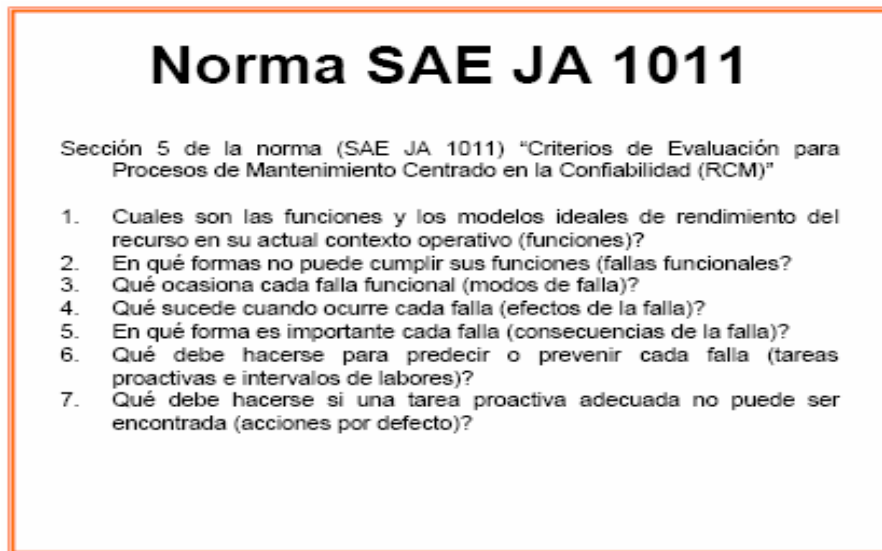 Norma SAE JA 1011
Sección 5 de la norma (SAE JA 1011) “Criterios de Evaluación para
Procesos de Mantenimiento Centrado en la Confiabilidad (RCM)”
1. Cuales son las funciones y los modelos ideales de rendimiento del
recurso en su actual contexto operativo (funciones)?
2. En qué formas no puede cumplir sus funciones (fallas funcionales?
3. Qué ocasiona cada falla funcional (modos de falla)?
4. Qué sucede cuando ocurre cada falla (efectos de la falla)?
5. En qué forma es importante cada falla (consecuencias de la falla)?
6. Qué debe hacerse para predecir o prevenir cada falla (tareas
proactivas e intervalos de labores)?
7. Qué debe hacerse si una tarea proactiva adecuada no puede ser
encontrada (acciones por defecto)?